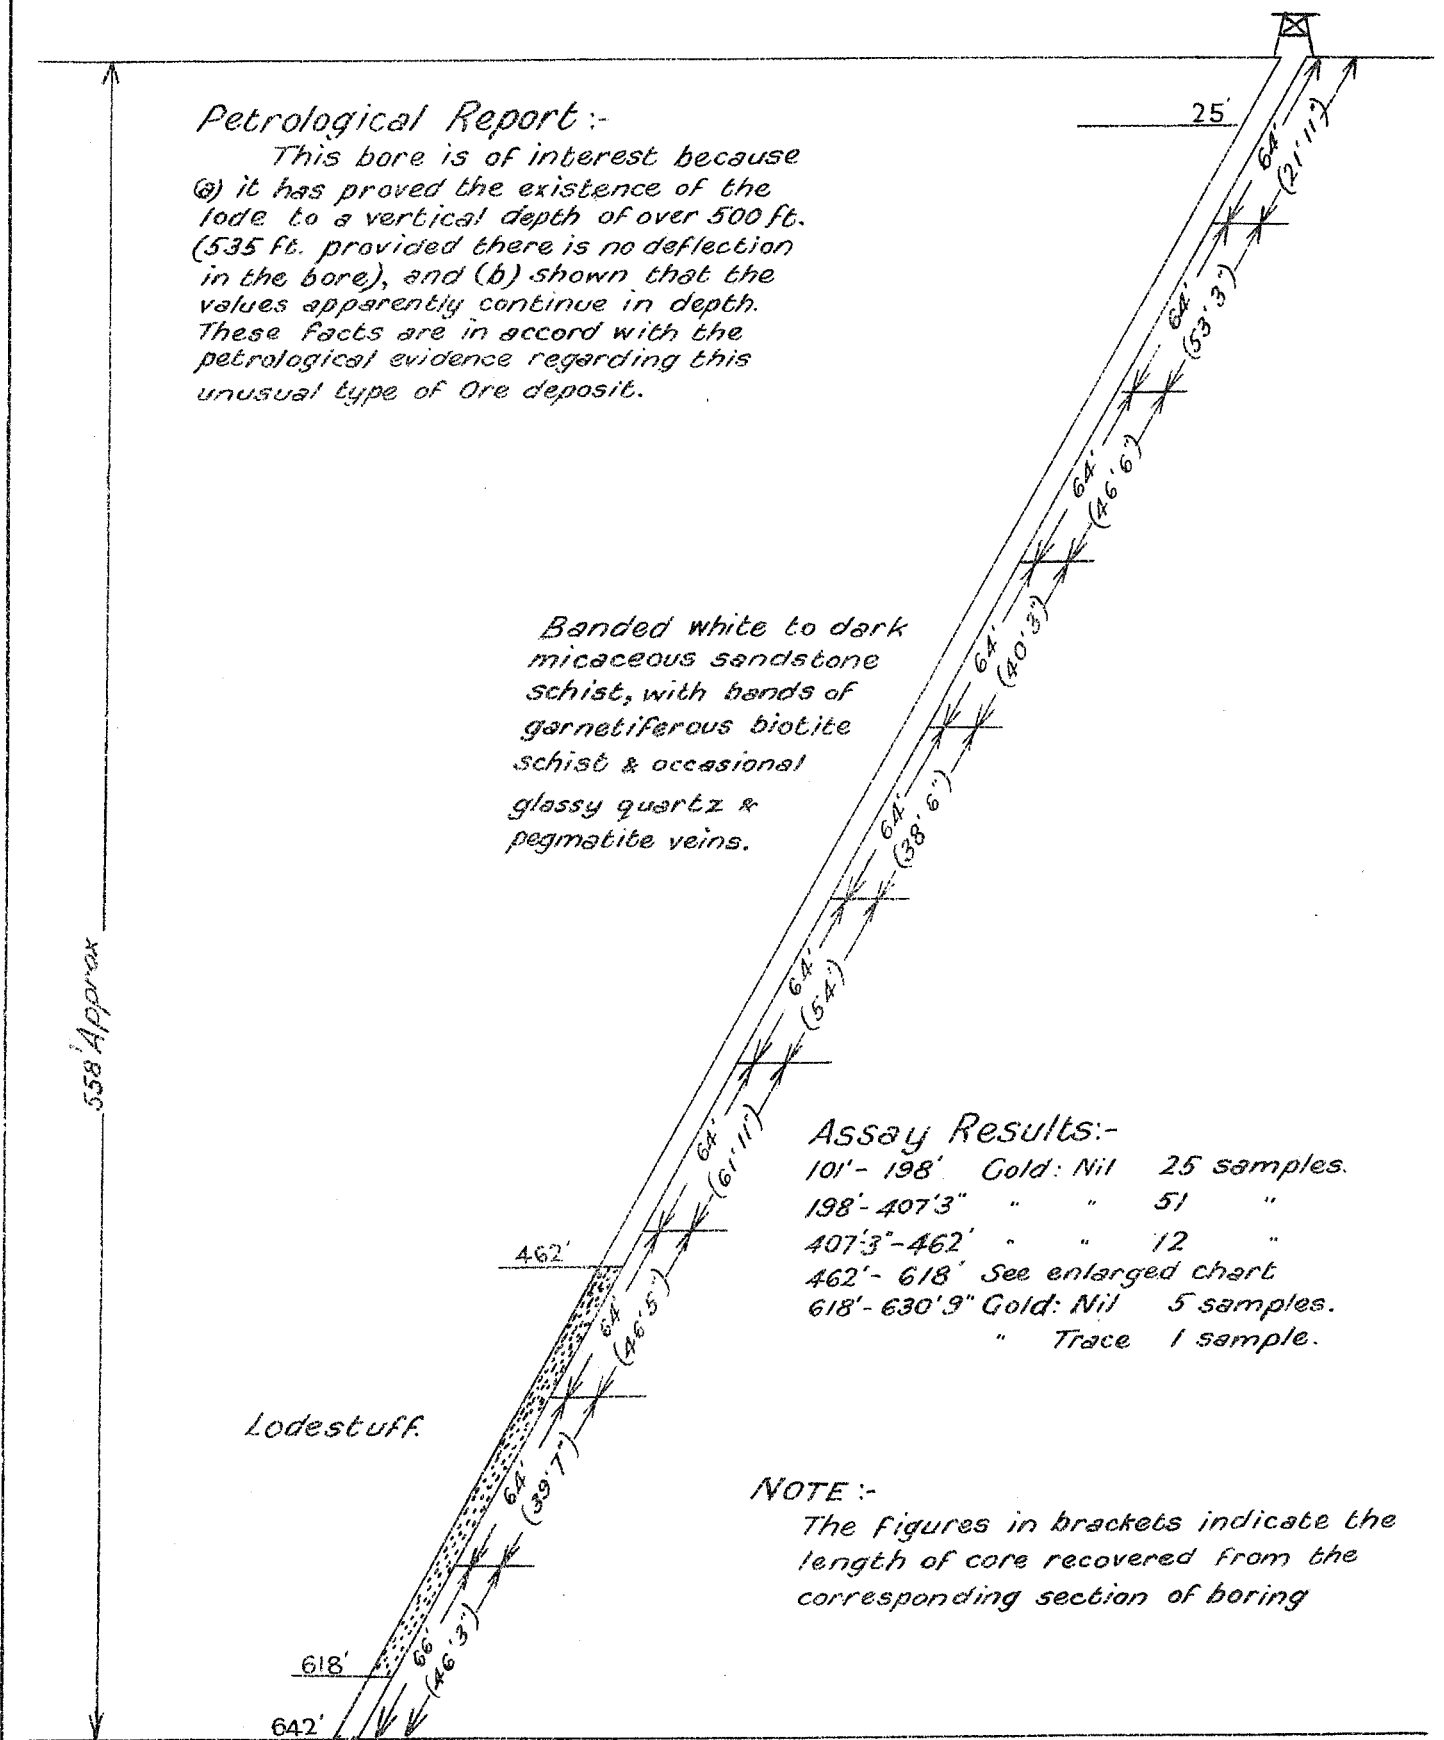 25'
Petrological Report :-
This bore is of interest because
(a) it has proved the existence of the
lode to a vertical depth of over 500 ft.
(535 ft. provided there is no deflection
in the bore), and (b) shown that the
values apparently continue in depth.
These facts are in accord with the
petrological evidence regarding this
unusual type of Ore deposit.
64'
(21'11")
64'
(53'3")
64'
(46'6")
64'
(40'3")
Banded white to dark
micaceous sandstone
schist, with bands of
garnetiferous biotite
schist & occasional
glassy quartz &
pegmatite veins.
64'
(38'6")
64'
(54')
558' Approx
64'
(61'11")
Assay Results:-
101'- 198' Gold: Nil 25 samples.
198'-407'3" " " 51 "
407'3"-462' " " 12 "
462'- 618' See enlarged chart
618'-630'9" Gold: Nil 5 samples.
" Trace 1 sample.
462'
64'
(46'5")
Lodestuff.
64'
(39'7")
NOTE :-
The figures in brackets indicate the
length of core recovered from the
corresponding section of boring
66'
(46'3")
618'
642'